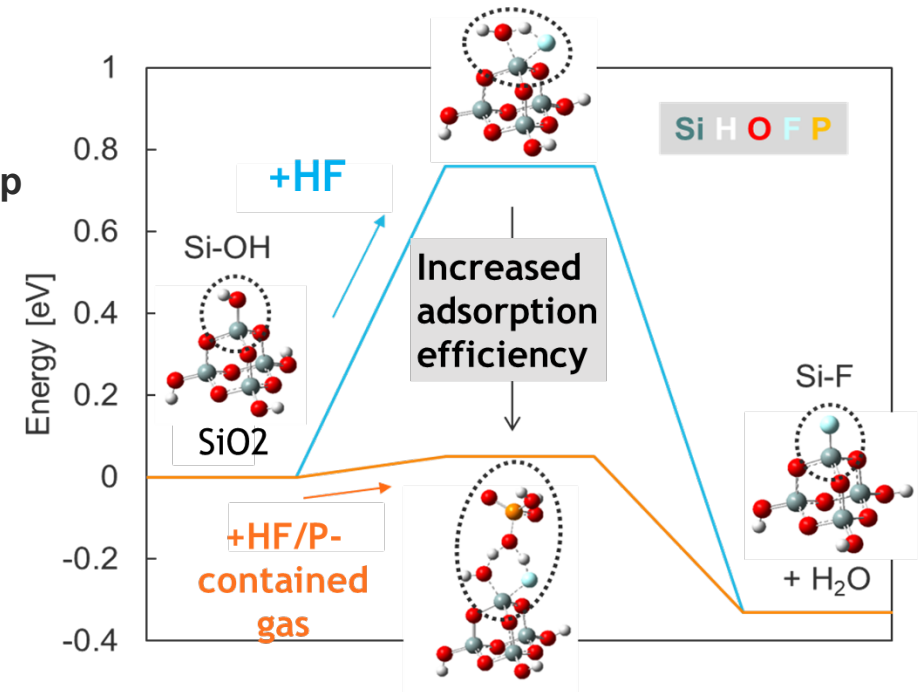 1
0.8
0.6
0.4
0.2
0
-0.2
-0.4
Energy [eV]
p
+HF
Si-OH
SiO2
Increased
adsorption
efficiency
+HF/P-
contained
gas
Si H O F P
Si-F
+ H₂O